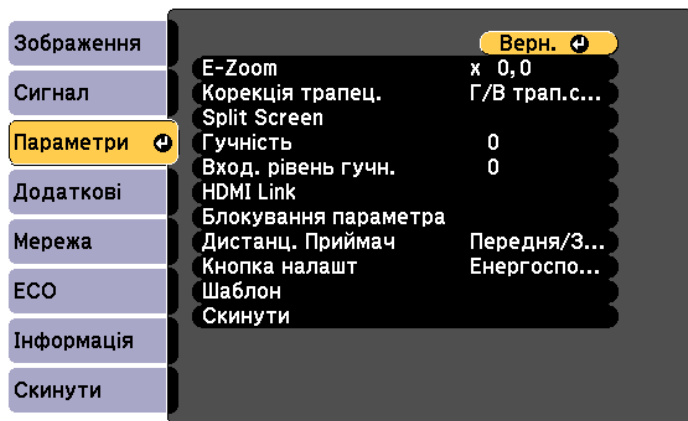 Зображення
Сигнал
Параметри
Додаткові
Мережа
ECO
Інформація
Скинути
Верн.
E-Zoom x 0,0
Корекція трапец. Г/В трап.с...
Split Screen
Гучність 0
Вход. рівень гучн. 0
HDMI Link
Блокування параметра
Дистанц. Приймач Передня/З...
Кнопка налашт Енергоспо...
Шаблон
Скинути